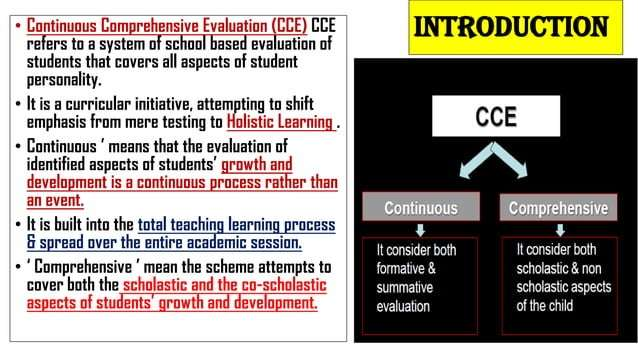 INTRODUCTION
• Continuous Comprehensive Evaluation (CCE) CCE
refers to a system of school based evaluation of
students that covers all aspects of student
personality.
• It is a curricular initiative, attempting to shift
emphasis from mere testing to Holistic Learning .
• Continuous ’ means that the evaluation of
identified aspects of students’ growth and
development is a continuous process rather than
an event.
• It is built into the total teaching learning process
& spread over the entire academic session.
• ‘ Comprehensive ’ mean the scheme attempts to
cover both the scholastic and the co-scholastic
aspects of students’ growth and development.
CCE
Continuous
It consider both
formative &
summative
evaluation
Comprehensive
It consider both
scholastic & non
scholastic aspects
of the child